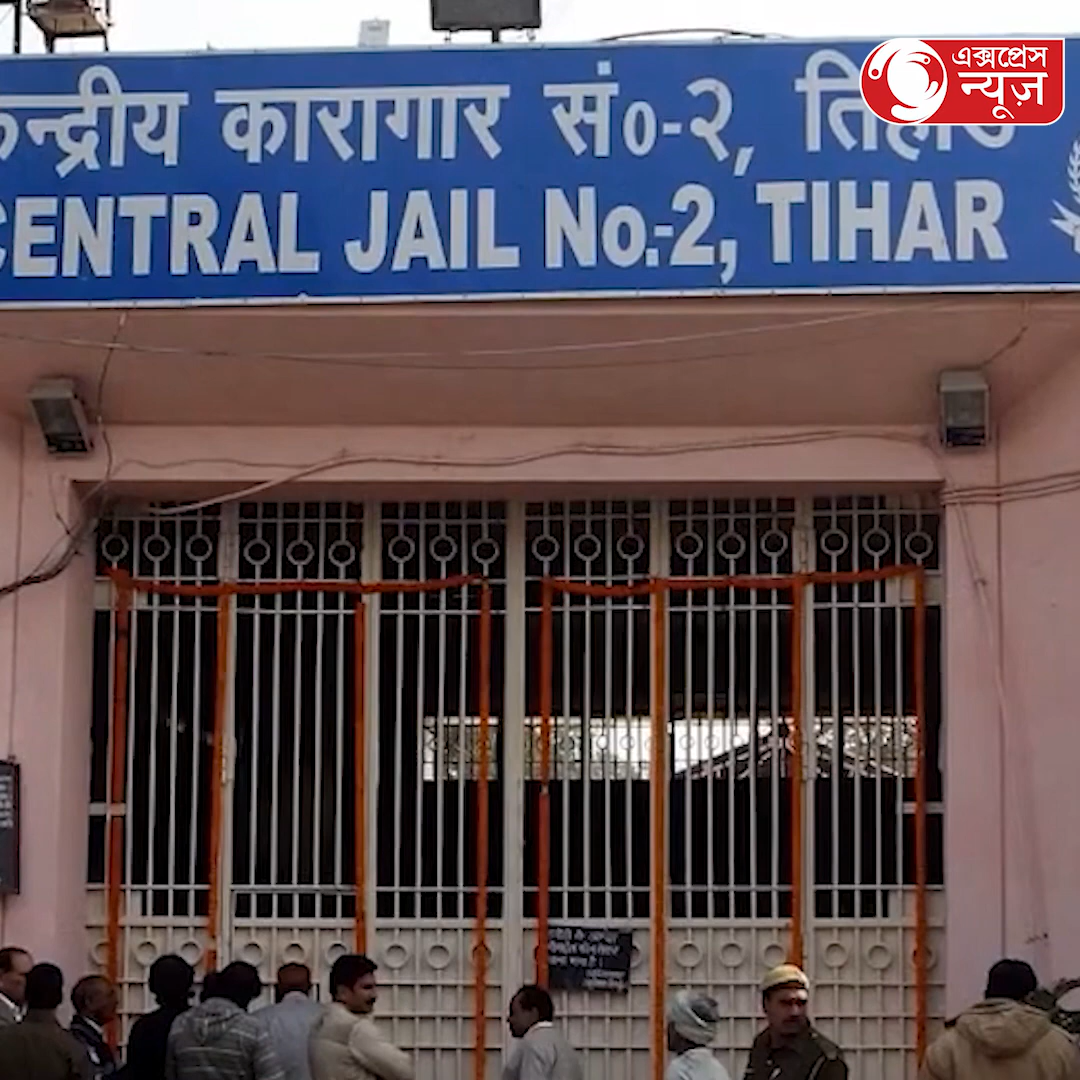 केन्द्रीय कारागार सं०-२, तिहाड़
CENTRAL JAIL No.-2, TIHAR
एक्सप्रेस
न्यूज़